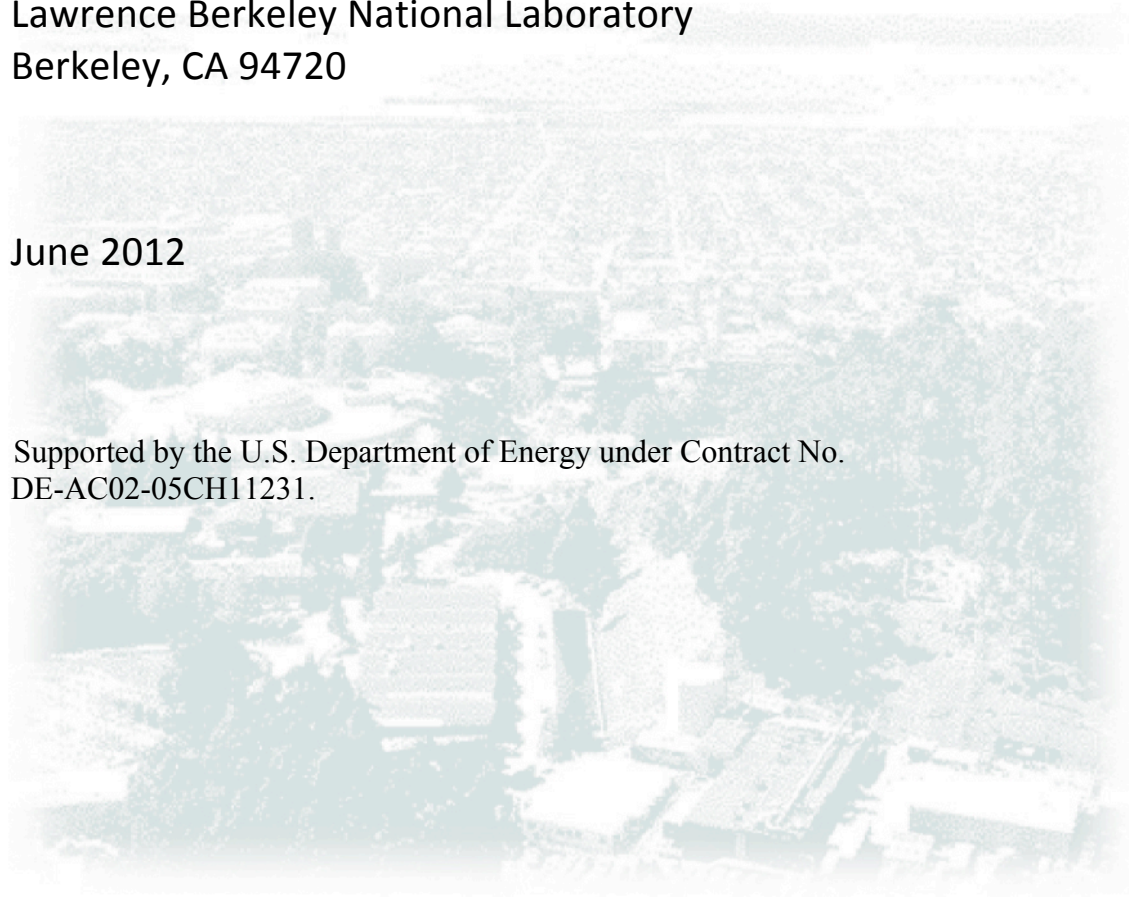 Lawrence Berkeley National Laboratory
Berkeley, CA 94720
June 2012
Supported by the U.S. Department of Energy under Contract No.
DE-AC02-05CH11231.